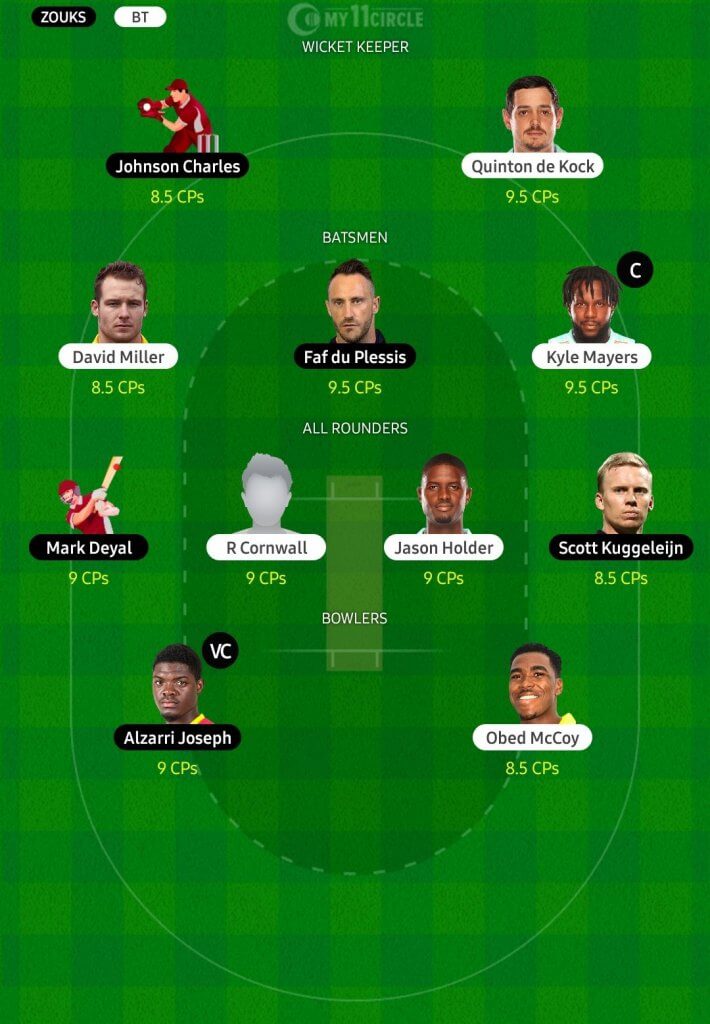 ZOUKS BT MY11CIRCLE
WICKET KEEPER
Johnson Charles Quinton de Kock
8.5 CPs 9.5 CPs
BATSMEN
C
David Miller Faf du Plessis Kyle Mayers
8.5 CPs 9.5 CPs 9.5 CPs
ALL ROUNDERS
Mark Deyal R Cornwall Jason Holder Scott Kuggeleijn
9 CPs 9 CPs 9 CPs 8.5 CPs
BOWLERS
VC
Alzarri Joseph Obed McCoy
9 CPs 8.5 CPs